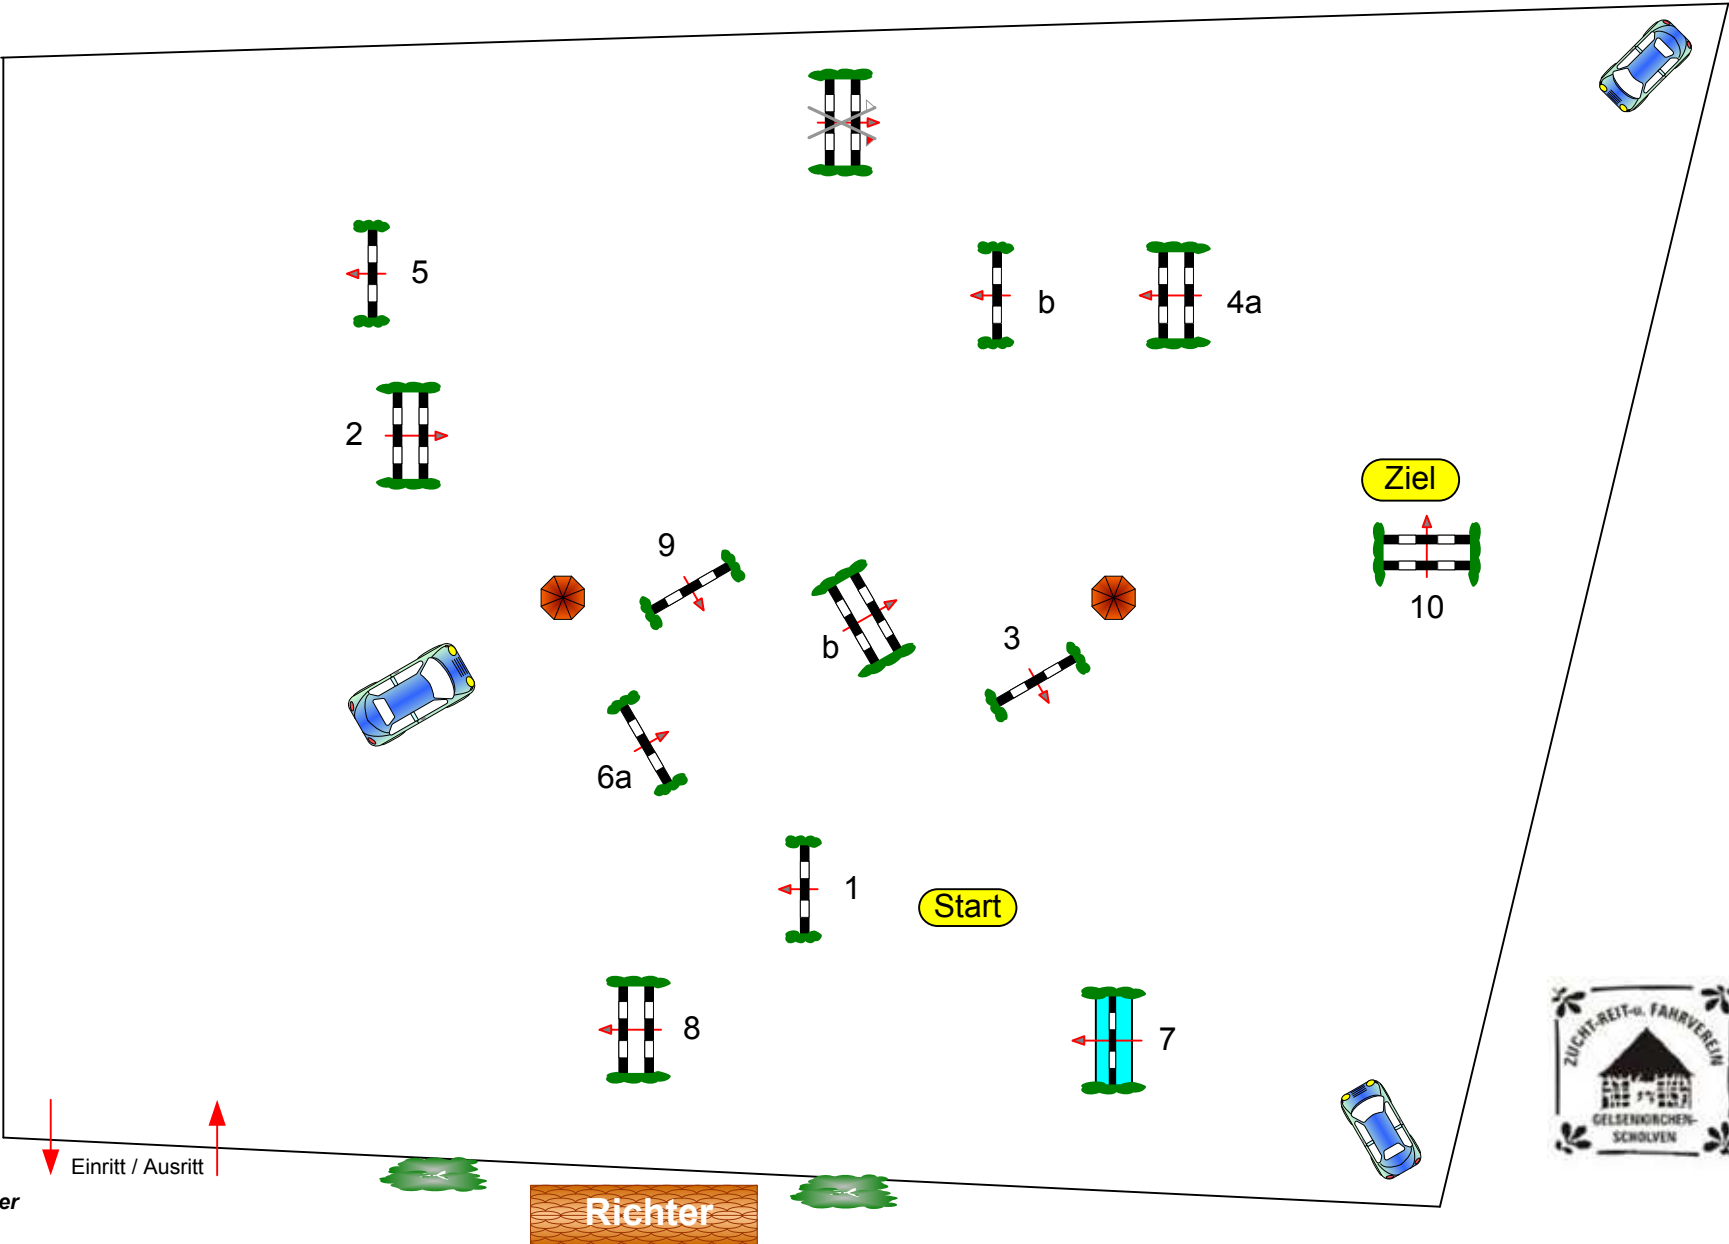 5
b
4a
2
Ziel
9
10
3
b
6a
1
Start
8
7
ZUCHT-REIT-u. FAHRVEREIN
GELSENKIRCHEN-
SCHOLVEN
Einritt / Ausritt
er
Richter